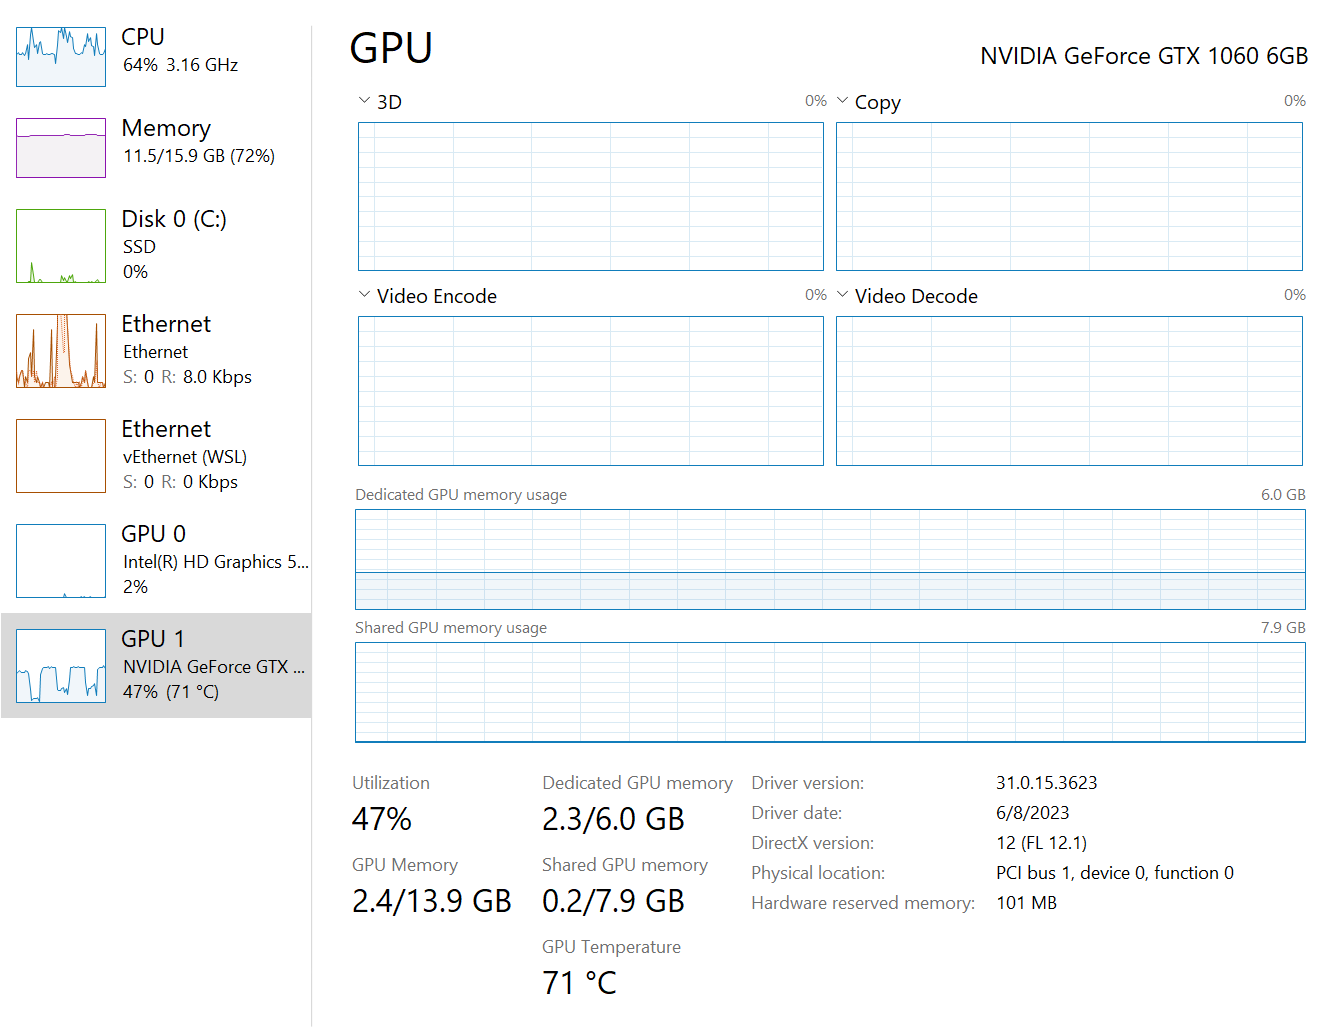 CPU
64% 3.16 GHz
Memory
11.5/15.9 GB (72%)
Disk 0 (C:)
SSD
0%
Ethernet
Ethernet
S: 0 R: 8.0 Kbps
Ethernet
vEthernet (WSL)
S: 0 R: 0 Kbps
GPU 0
Intel(R) HD Graphics 5...
2%
GPU 1
NVIDIA GeForce GTX ...
47% (71 °C)
GPU
NVIDIA GeForce GTX 1060 6GB
3D 0%
Copy 0%
Video Encode 0%
Video Decode 0%
Dedicated GPU memory usage 6.0 GB
Shared GPU memory usage 7.9 GB
Utilization
47%
Dedicated GPU memory
2.3/6.0 GB
GPU Memory
2.4/13.9 GB
Shared GPU memory
0.2/7.9 GB
GPU Temperature
71 °C
Driver version: 31.0.15.3623
Driver date: 6/8/2023
DirectX version: 12 (FL 12.1)
Physical location: PCI bus 1, device 0, function 0
Hardware reserved memory: 101 MB